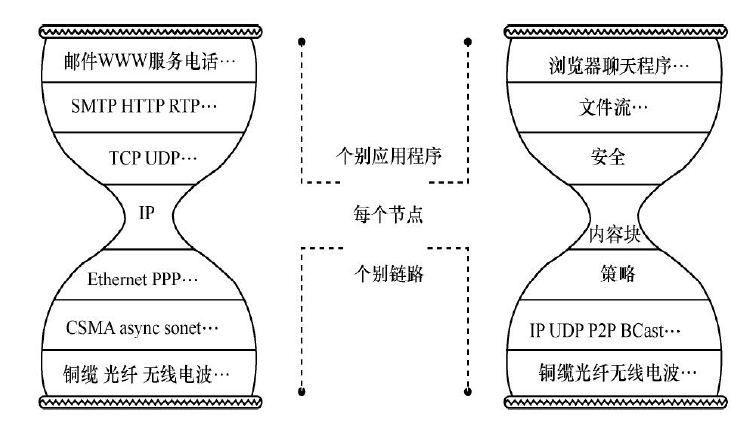 邮件WWW服务电话…
SMTP HTTP RTP…
TCP UDP…
IP
Ethernet PPP…
CSMA async sonet…
铜缆 光纤 无线电波…
个别应用程序
每个节点
个别链路
浏览器聊天程序…
文件流…
安全
内容块
策略
IP UDP P2P BCast…
铜缆光纤无线电波…